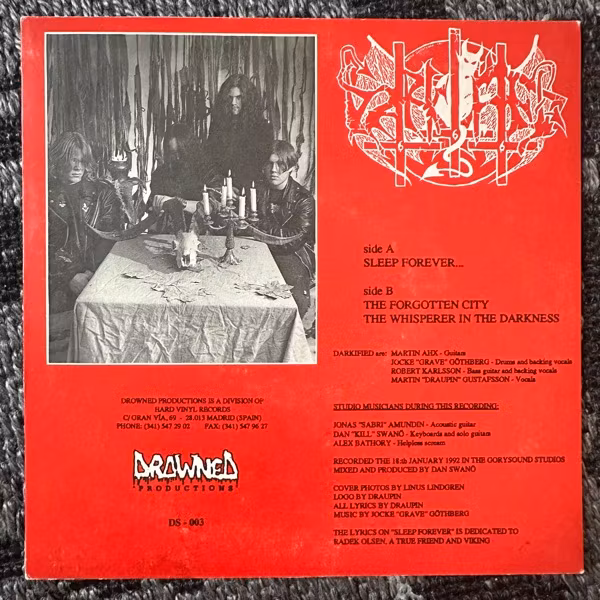 DARKIFIED
side A
SLEEP FOREVER...
side B
THE FORGOTTEN CITY
THE WHISPERER IN THE DARKNESS
DARKIFIED are: MARTIN AHX - Guitars
JOCKE "GRAVE" GÖTHBERG - Drums and backing vocals
ROBERT KARLSSON - Bass guitar and backing vocals
MARTIN "DRAUPIN" GUSTAFSSON - Vocals
STUDIO MUSICIANS DURING THIS RECORDING:
JONAS "SABRI" AMUNDIN - Acoustic guitar
DAN "KILL" SWANÖ - Keyboards and solo guitars
ALEX BATHORY - Helpless scream
RECORDED THE 18:th JANUARY 1992 IN THE GORYSOUND STUDIOS
MIXED AND PRODUCED BY DAN SWANÖ
COVER PHOTOS BY LINUS LINDGREN
LOGO BY DRAUPIN
ALL LYRICS BY DRAUPIN
MUSIC BY JOCKE "GRAVE" GÖTHBERG
THE LYRICS ON "SLEEP FOREVER" IS DEDICATED TO
RADEK OLSEN, A TRUE FRIEND AND VIKING
DROWNED PRODUCTIONS IS A DIVISION OF
HARD VINYL RECORDS
C/ GRAN VÍA, 69 - 28.015 MADRID (SPAIN)
PHONE: (341) 547 29 02 FAX: (341) 547 96 27
DROWNED
PRODUCTIONS
DS - 003